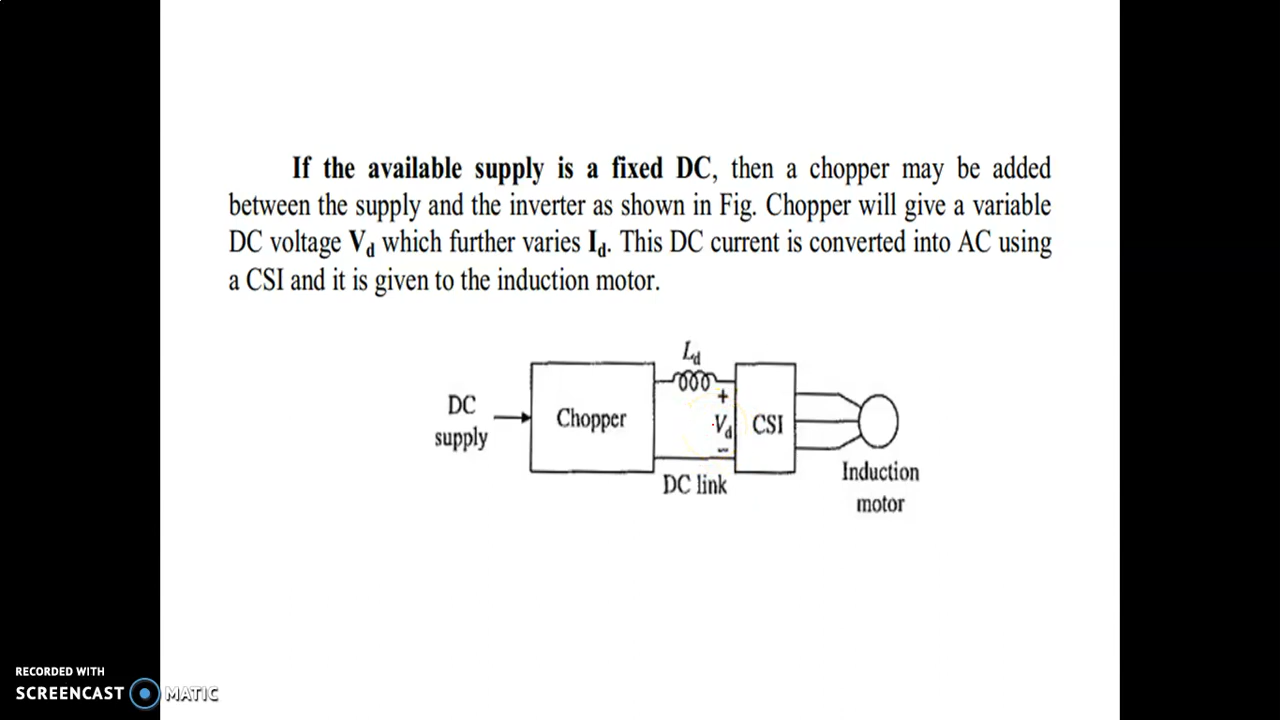 If the available supply is a fixed DC, then a chopper may be added
between the supply and the inverter as shown in Fig. Chopper will give a variable
DC voltage Vd which further varies Id. This DC current is converted into AC using
a CSI and it is given to the induction motor.
Ld
DC
supply
Chopper
+
Vd
−
CSI
DC link
Induction
motor
RECORDED WITH
SCREENCAST MATIC